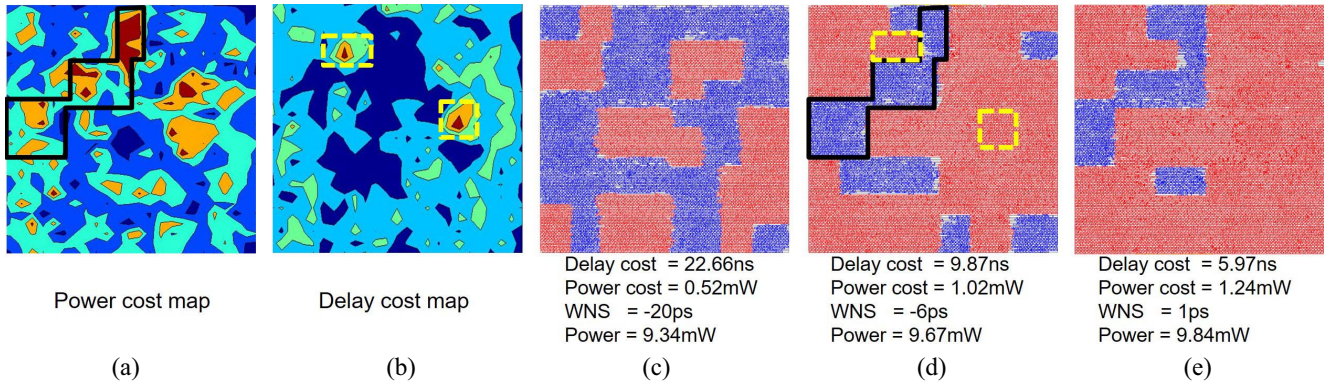 Power cost map
Delay cost map
Delay cost = 22.66ns
Power cost = 0.52mW
WNS = -20ps
Power = 9.34mW
Delay cost = 9.87ns
Power cost = 1.02mW
WNS = -6ps
Power = 9.67mW
Delay cost = 5.97ns
Power cost = 1.24mW
WNS = 1ps
Power = 9.84mW
(a)
(b)
(c)
(d)
(e)